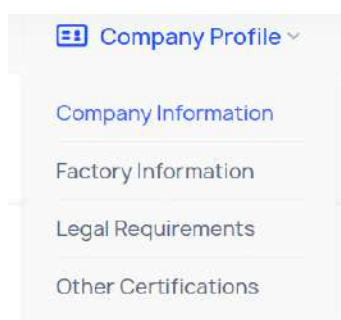 Company Profile
Company Information
Factory Information
Legal Requirements
Other Certifications